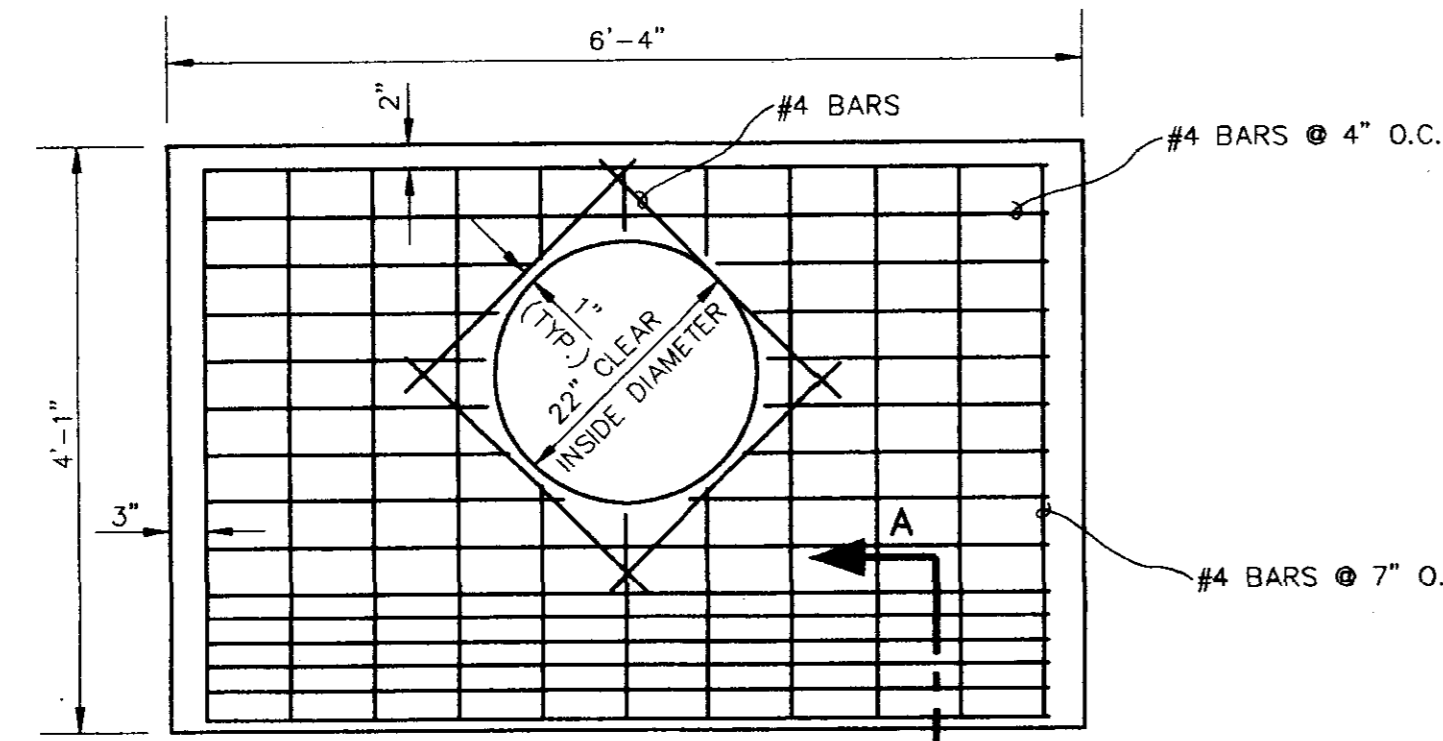 6'-4"
2"
#4 BARS
#4 BARS @ 4" O.C.
1"
(TYP.)
22" CLEAR
INSIDE DIAMETER
4'-1"
3"
A
#4 BARS @ 7" O.